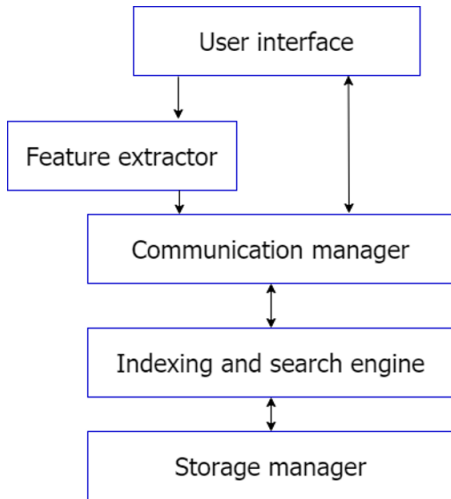 User interface
Feature extractor
Communication manager
Indexing and search engine
Storage manager